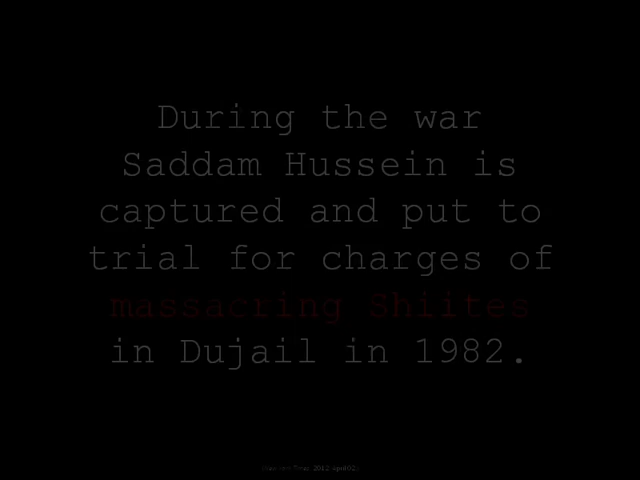 During the war
Saddam Hussein is
captured and put to
trial for charges of
massacring Shiites
in Dujail in 1982.
2012